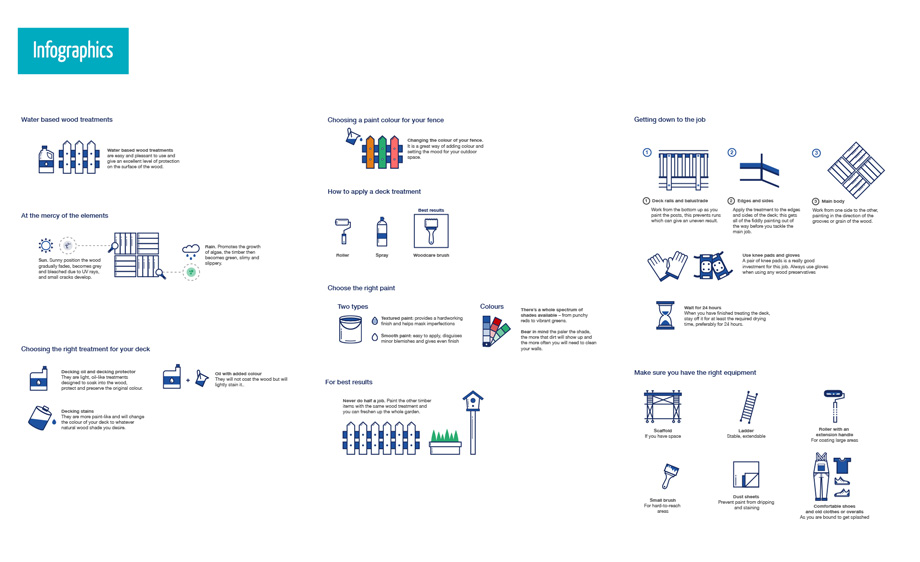 Infographics
Water based wood treatments
Water based wood treatments
are easy and pleasant to use and
give an excellent level of protection
on the surface of the wood.
At the mercy of the elements
Sun. Sunny position the wood
gradually fades, becomes grey
and bleached due to UV rays,
and small cracks develop.
Rain. Promotes the growth
of algae, the timber then
becomes green, slimy and
slippery.
Choosing the right treatment for your deck
Decking oil and decking protector
They are light, oil-like treatments
designed to soak into the wood,
protect and preserve the original colour.
+
Oil with added colour
They will not coat the wood but will
lightly stain it.
Decking stains
They are more paint-like and will change
the colour of your deck to whatever
natural wood shade you desire.
Choosing a paint colour for your fence
Changing the colour of your fence.
It is a great way of adding colour and
setting the mood for your outdoor
space.
How to apply a deck treatment
Best results
Roller
Spray
Woodcare brush
Choose the right paint
Two types
Textured paint: provides a hardworking
finish and helps mask imperfections
Smooth paint: easy to apply, disguises
minor blemishes and gives even finish
Colours
There's a whole spectrum of
shades available – from punchy
reds to vibrant greens.
Bear in mind the paler the shade,
the more that dirt will show up and
the more often you will need to clean
your walls.
For best results
Never do half a job. Paint the other timber
items with the same wood treatment and
you can freshen up the whole garden.
Getting down to the job
1
2
3
1 Deck rails and balustrade
Work from the bottom up as you
paint the posts, this prevents runs
which can give an uneven result.
2 Edges and sides
Apply the treatment to the edges
and sides of the deck; this gets
all of the fiddly painting out of
the way before you tackle the
main job.
3 Main body
Work from one side to the other,
painting in the direction of the
grooves or grain of the wood.
Use knee pads and gloves
A pair of knee pads is a really good
investment for this job. Always use gloves
when using any wood preservatives
Wait for 24 hours
When you have finished treating the deck,
stay off it for at least the required drying
time, preferably for 24 hours.
Make sure you have the right equipment
Scaffold
If you have space
Ladder
Stable, extendable
Roller with an
extension handle
For coating large areas
Small brush
For hard-to-reach
areas
Dust sheets
Prevent paint from dripping
and staining
Comfortable shoes
and old clothes or overalls
As you are bound to get splashed